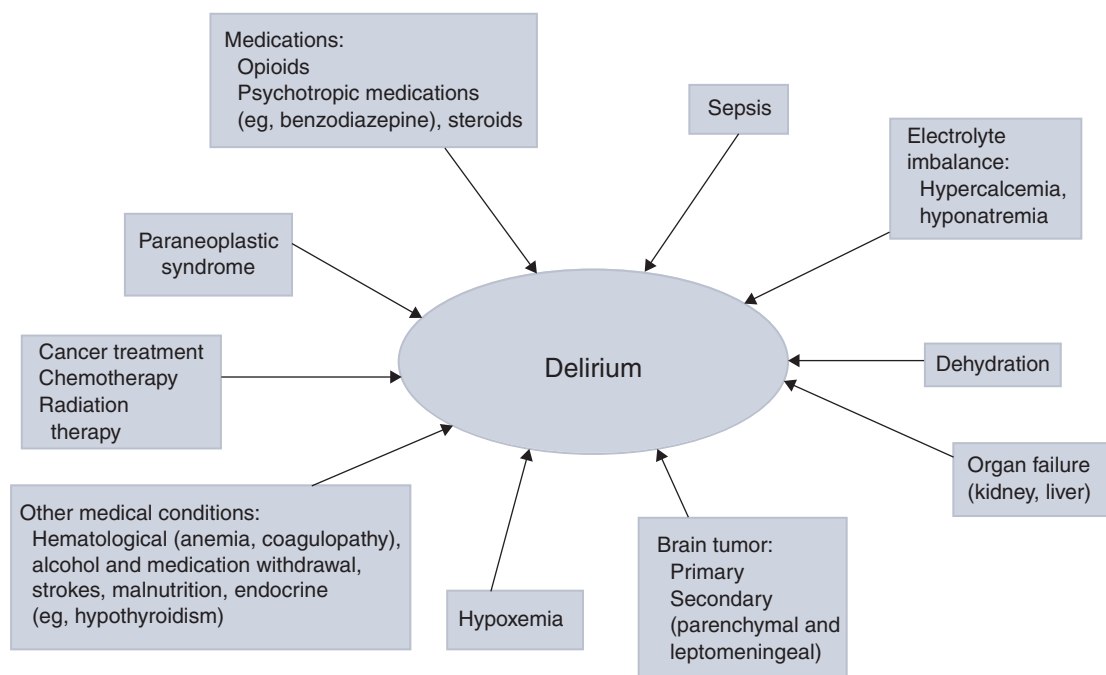 Medications:
Opioids
Psychotropic medications
(eg, benzodiazepine), steroids
Sepsis
Electrolyte
imbalance:
Hypercalcemia,
hyponatremia
Paraneoplastic
syndrome
Cancer treatment
Chemotherapy
Radiation
therapy
Delirium
Dehydration
Organ failure
(kidney, liver)
Other medical conditions:
Hematological (anemia, coagulopathy),
alcohol and medication withdrawal,
strokes, malnutrition, endocrine
(eg, hypothyroidism)
Hypoxemia
Brain tumor:
Primary
Secondary
(parenchymal and
leptomeningeal)